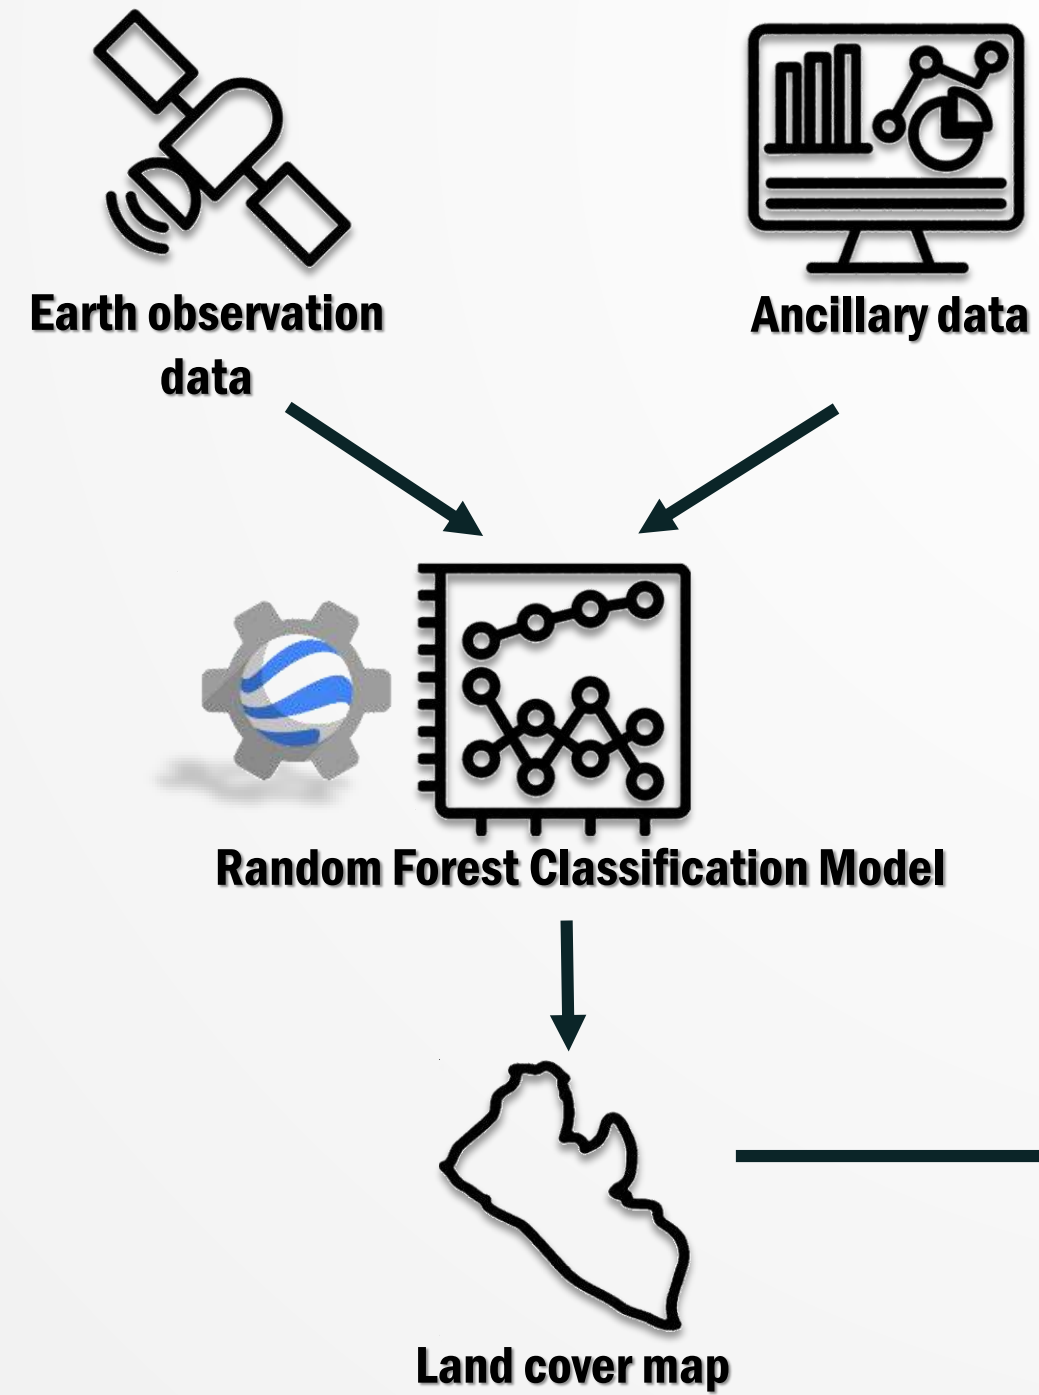 Earth observation
data
Ancillary data
Random Forest Classification Model
Land cover map